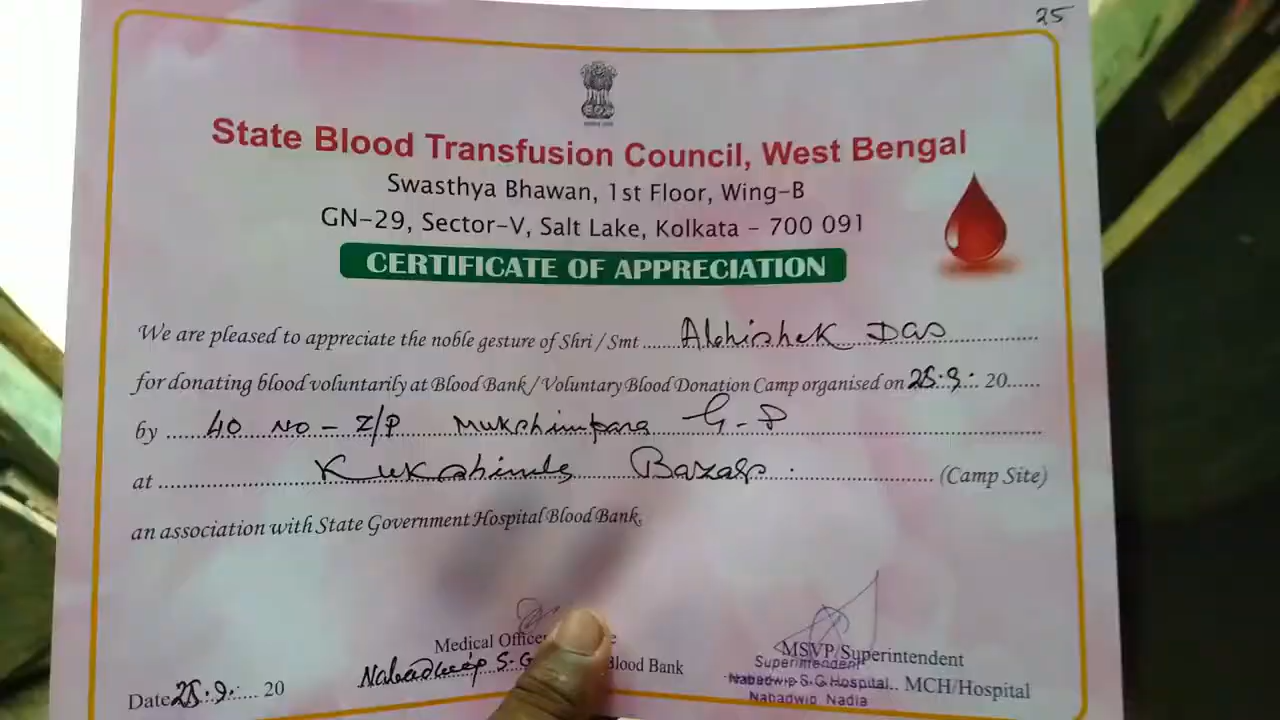 25
State Blood Transfusion Council, West Bengal
Swasthya Bhawan, 1st Floor, Wing-B
GN-29, Sector-V, Salt Lake, Kolkata - 700 091
CERTIFICATE OF APPRECIATION
We are pleased to appreciate the noble gesture of Shri/Smt ...... Abhishek Das
for donating blood voluntarily at Blood Bank/Voluntary Blood Donation Camp organised on 25.9. 20......
by ...... 40 NO - Z/P Mukshimpara G.P
at ...... Bazar. ...... (Camp Site)
an association with State Government Hospital Blood Bank.
Medical Officer
Nabadweep S.G Blood Bank
MSVP/Superintendent
Superintendent
Nabadwip S.G. Hospital.. MCH/Hospital
Nabadwip, Nadia
Date 25.9. ...... 20